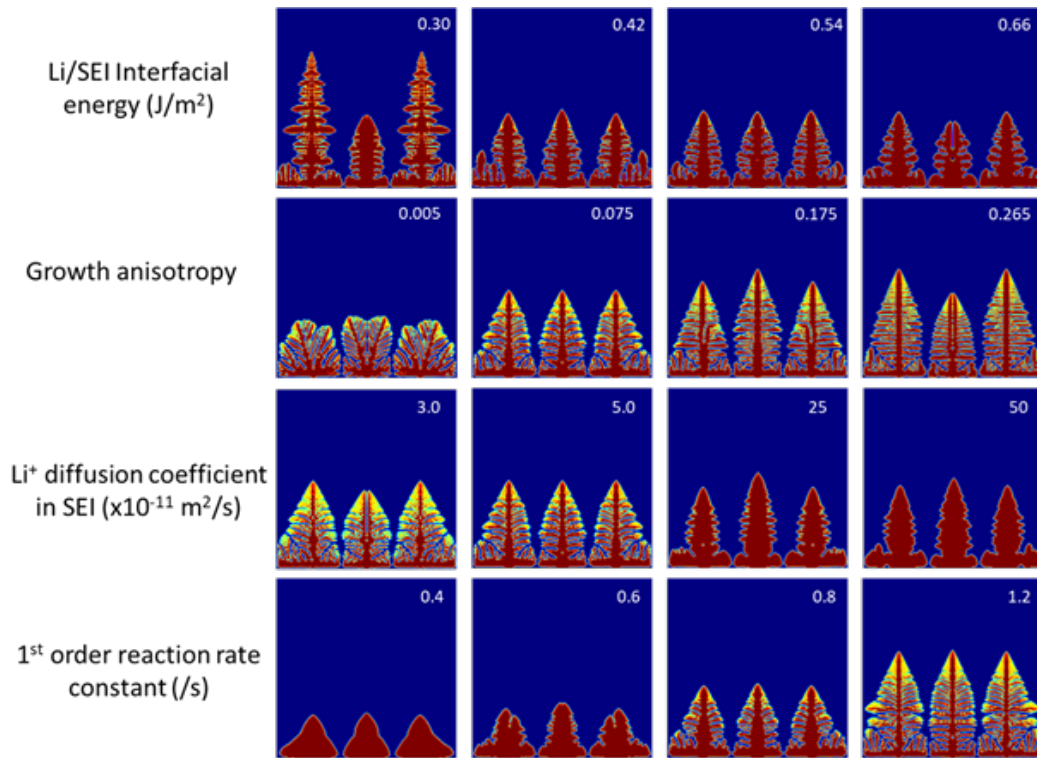 0.30 0.42 0.54 0.66
Li/SEI Interfacial
energy (J/m²)
0.005 0.075 0.175 0.265
Growth anisotropy
3.0 5.0 25 50
Li⁺ diffusion coefficient
in SEI (x10⁻¹¹ m²/s)
0.4 0.6 0.8 1.2
1ˢᵗ order reaction rate
constant (/s)